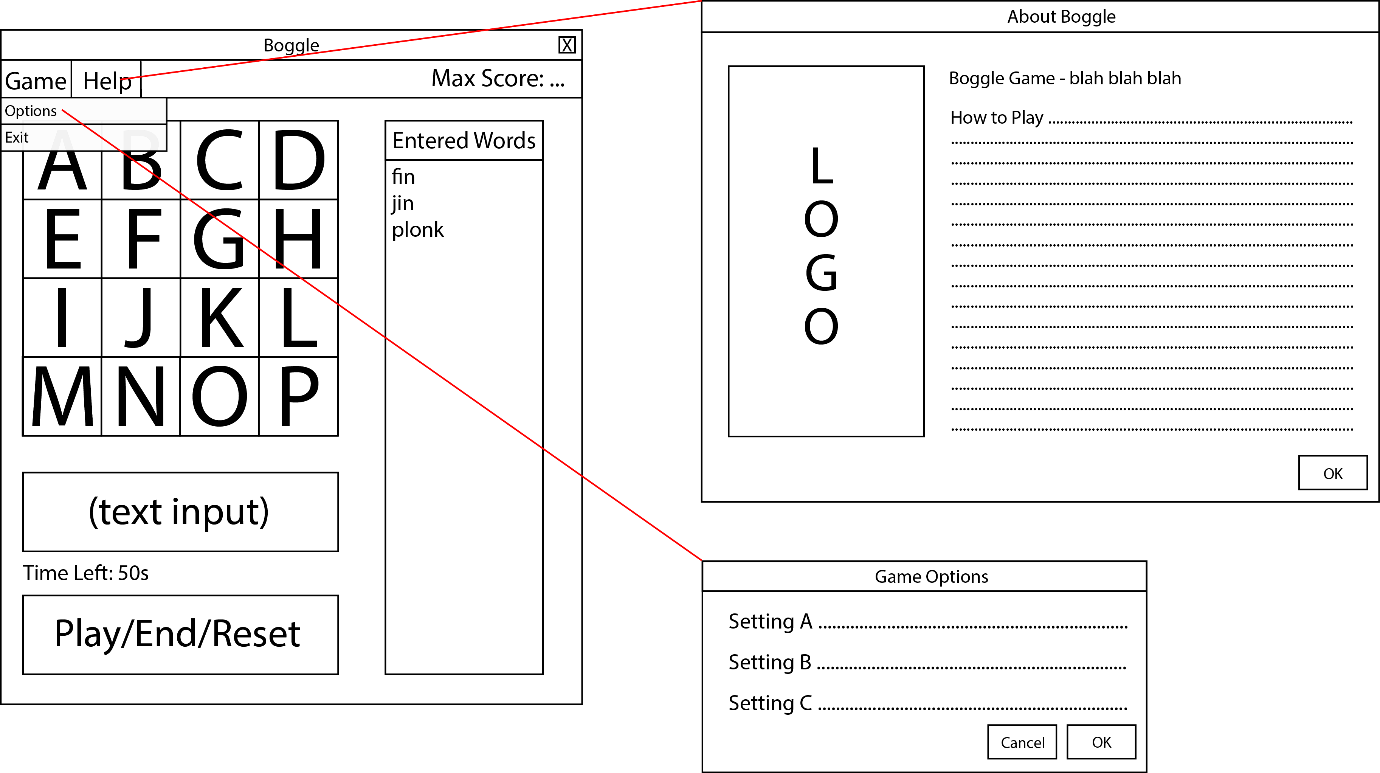 Boggle
X
Game Help Max Score: ...
Options
Exit
A B C D
E F G H
I J K L
M N O P
Entered Words
fin
jin
plonk
(text input)
Time Left: 50s
Play/End/Reset
About Boggle
L
O
G
O
Boggle Game - blah blah blah
How to Play ...............................................................
OK
Game Options
Setting A ...............................................................
Setting B ...............................................................
Setting C ...............................................................
Cancel OK